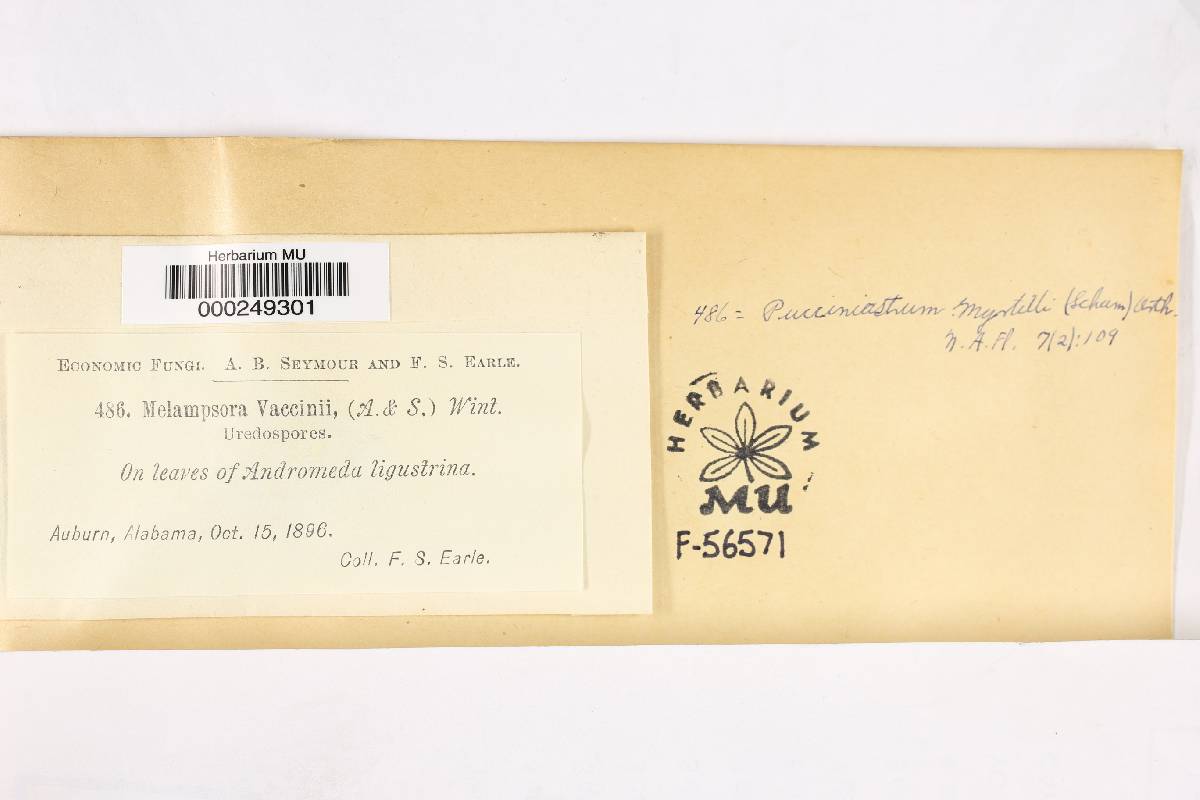 Herbarium MU
000249301
ECONOMIC FUNGI. A. B. SEYMOUR AND F. S. EARLE.
486. Melampsora Vaccinii, (A. & S.) Wint.
Uredospores.
On leaves of Andromeda ligustrina.
Auburn, Alabama, Oct. 15, 1896.
Coll. F. S. Earle.
486 = Pucciniastrum Myrtilli (Schum) Arth.
N. A. Fl. 7(2):109
HERBARIUM
MU
F-56571